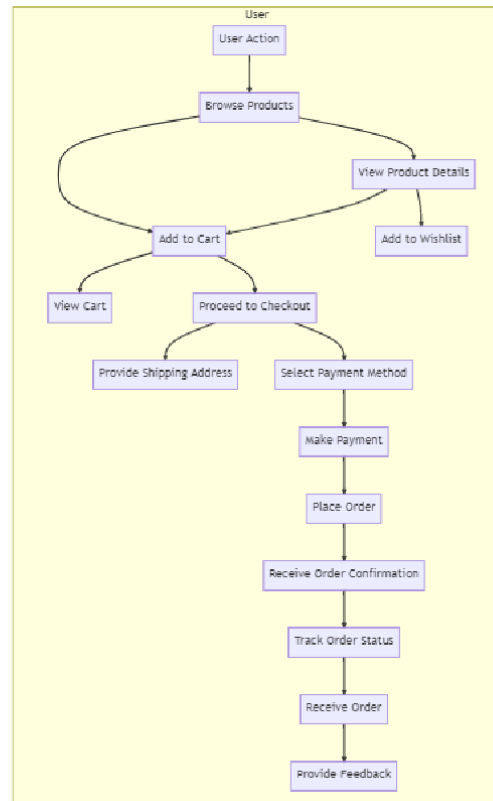 User
User Action
Browse Products
View Product Details
Add to Cart
Add to Wishlist
View Cart
Proceed to Checkout
Provide Shipping Address
Select Payment Method
Make Payment
Place Order
Receive Order Confirmation
Track Order Status
Receive Order
Provide Feedback